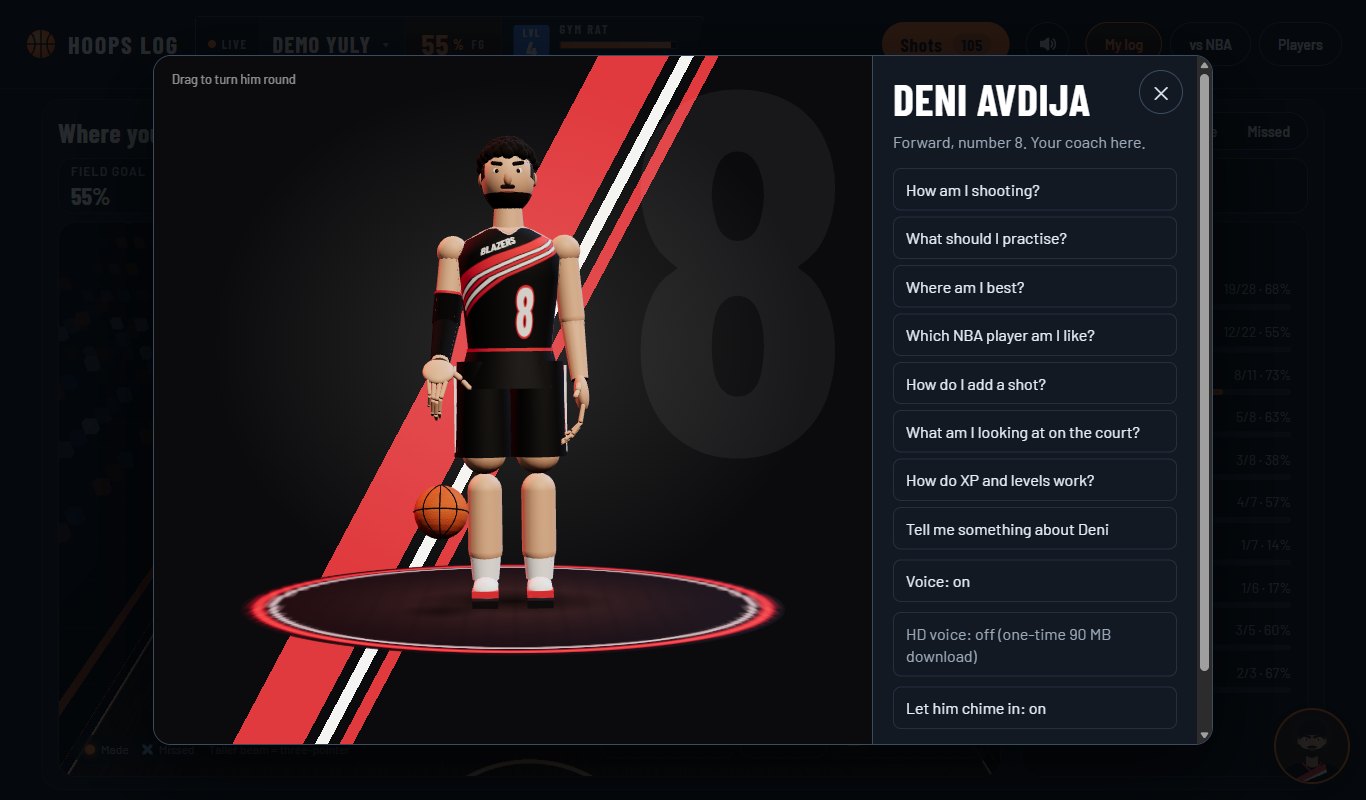 HOOPS LOG
LIVE
DEMO YULY
55% FG
LVL
4
GYM RAT
Shots 105
My log
vs NBA
Players
Drag to turn him round
Where you
Missed
FIELD GOAL
55%
DENI AVDIJA
Forward, number 8. Your coach here.
How am I shooting?
What should I practise?
Where am I best?
Which NBA player am I like?
How do I add a shot?
What am I looking at on the court?
How do XP and levels work?
Tell me something about Deni
Voice: on
HD voice: off (one-time 90 MB
download)
Let him chime in: on
8
BLAZERS
8
19/28 · 68%
12/22 · 55%
8/11 · 73%
5/8 · 63%
3/8 · 38%
4/7 · 57%
1/7 · 14%
1/6 · 17%
3/5 · 60%
2/3 · 67%
Made
Missed